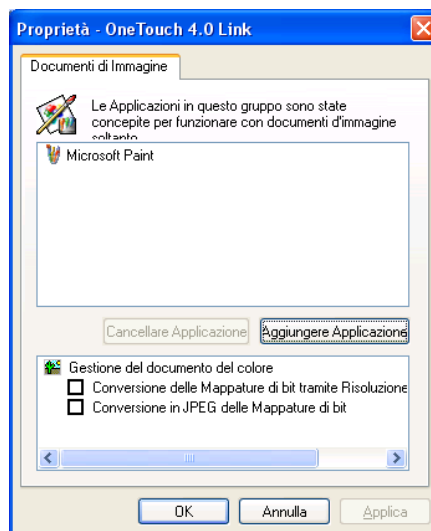 Proprietà - OneTouch 4.0 Link
Documenti di Immagine
Le Applicazioni in questo gruppo sono state
concepite per funzionare con documenti d'immagine
soltanto
Microsoft Paint
Cancellare Applicazione
Aggiungere Applicazione
Gestione del documento del colore
Conversione delle Mappature di bit tramite Risoluzione
Conversione in JPEG delle Mappature di bit
OK
Annulla
Applica